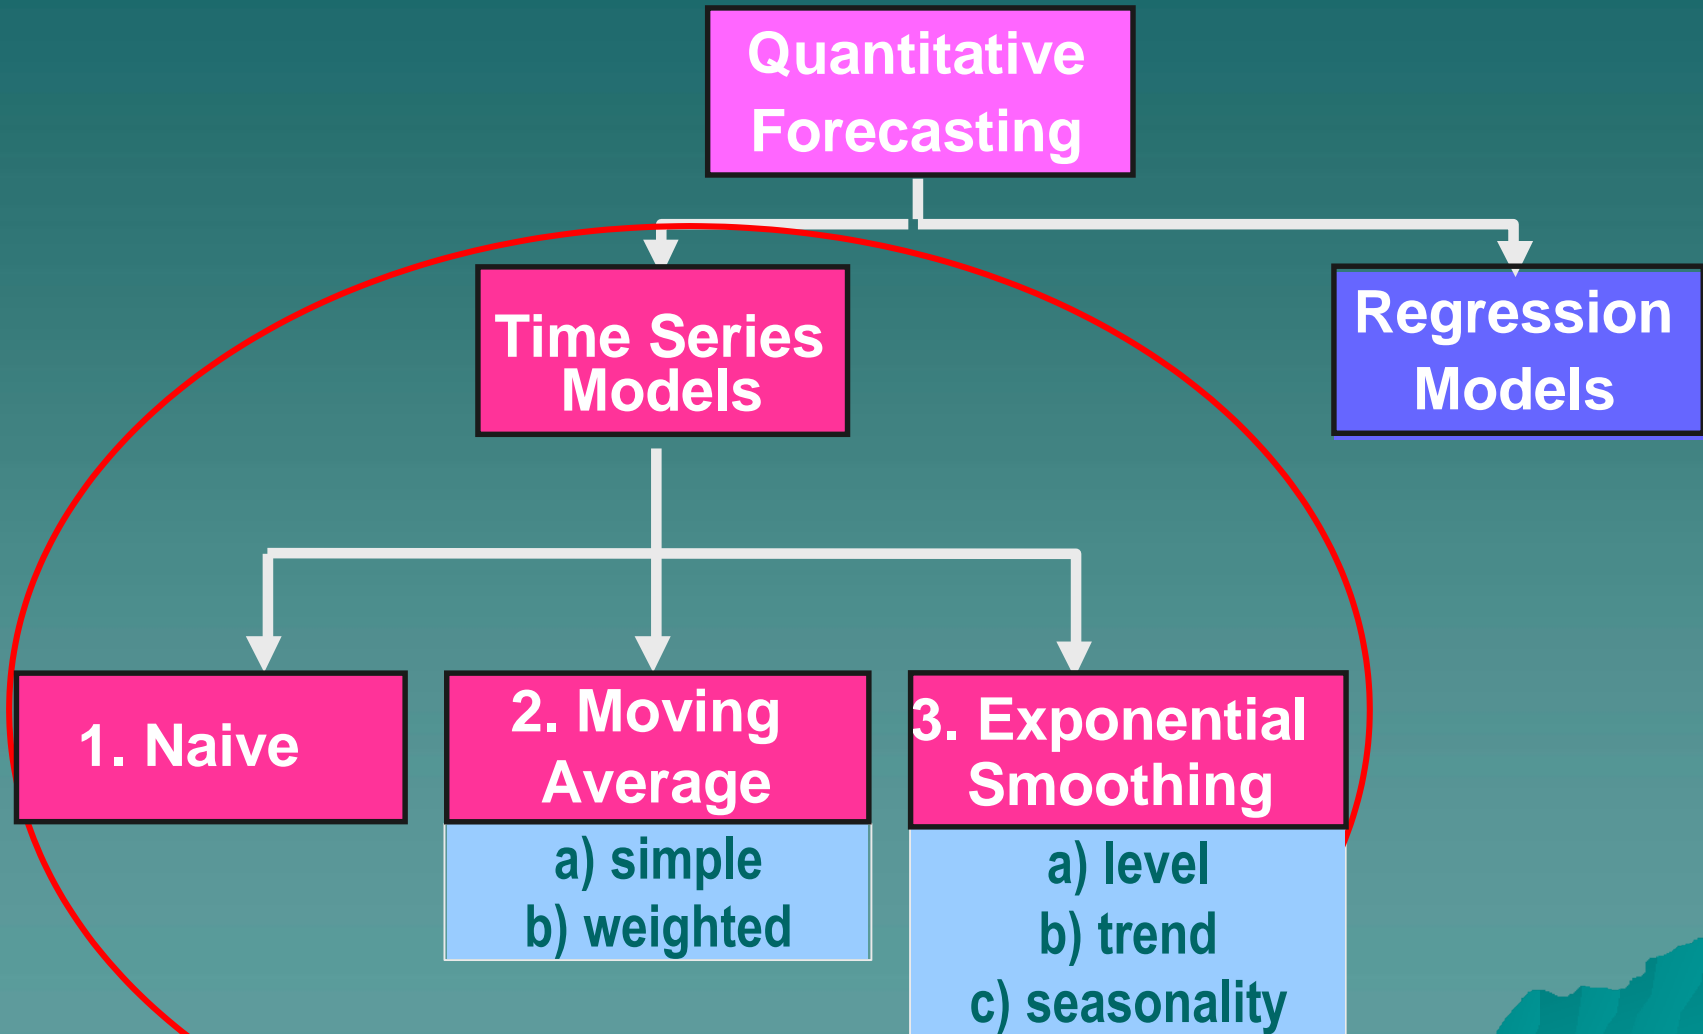 Quantitative
Forecasting
Time Series
Models
Regression
Models
1. Naive
2. Moving
Average
a) simple
b) weighted
3. Exponential
Smoothing
a) level
b) trend
c) seasonality